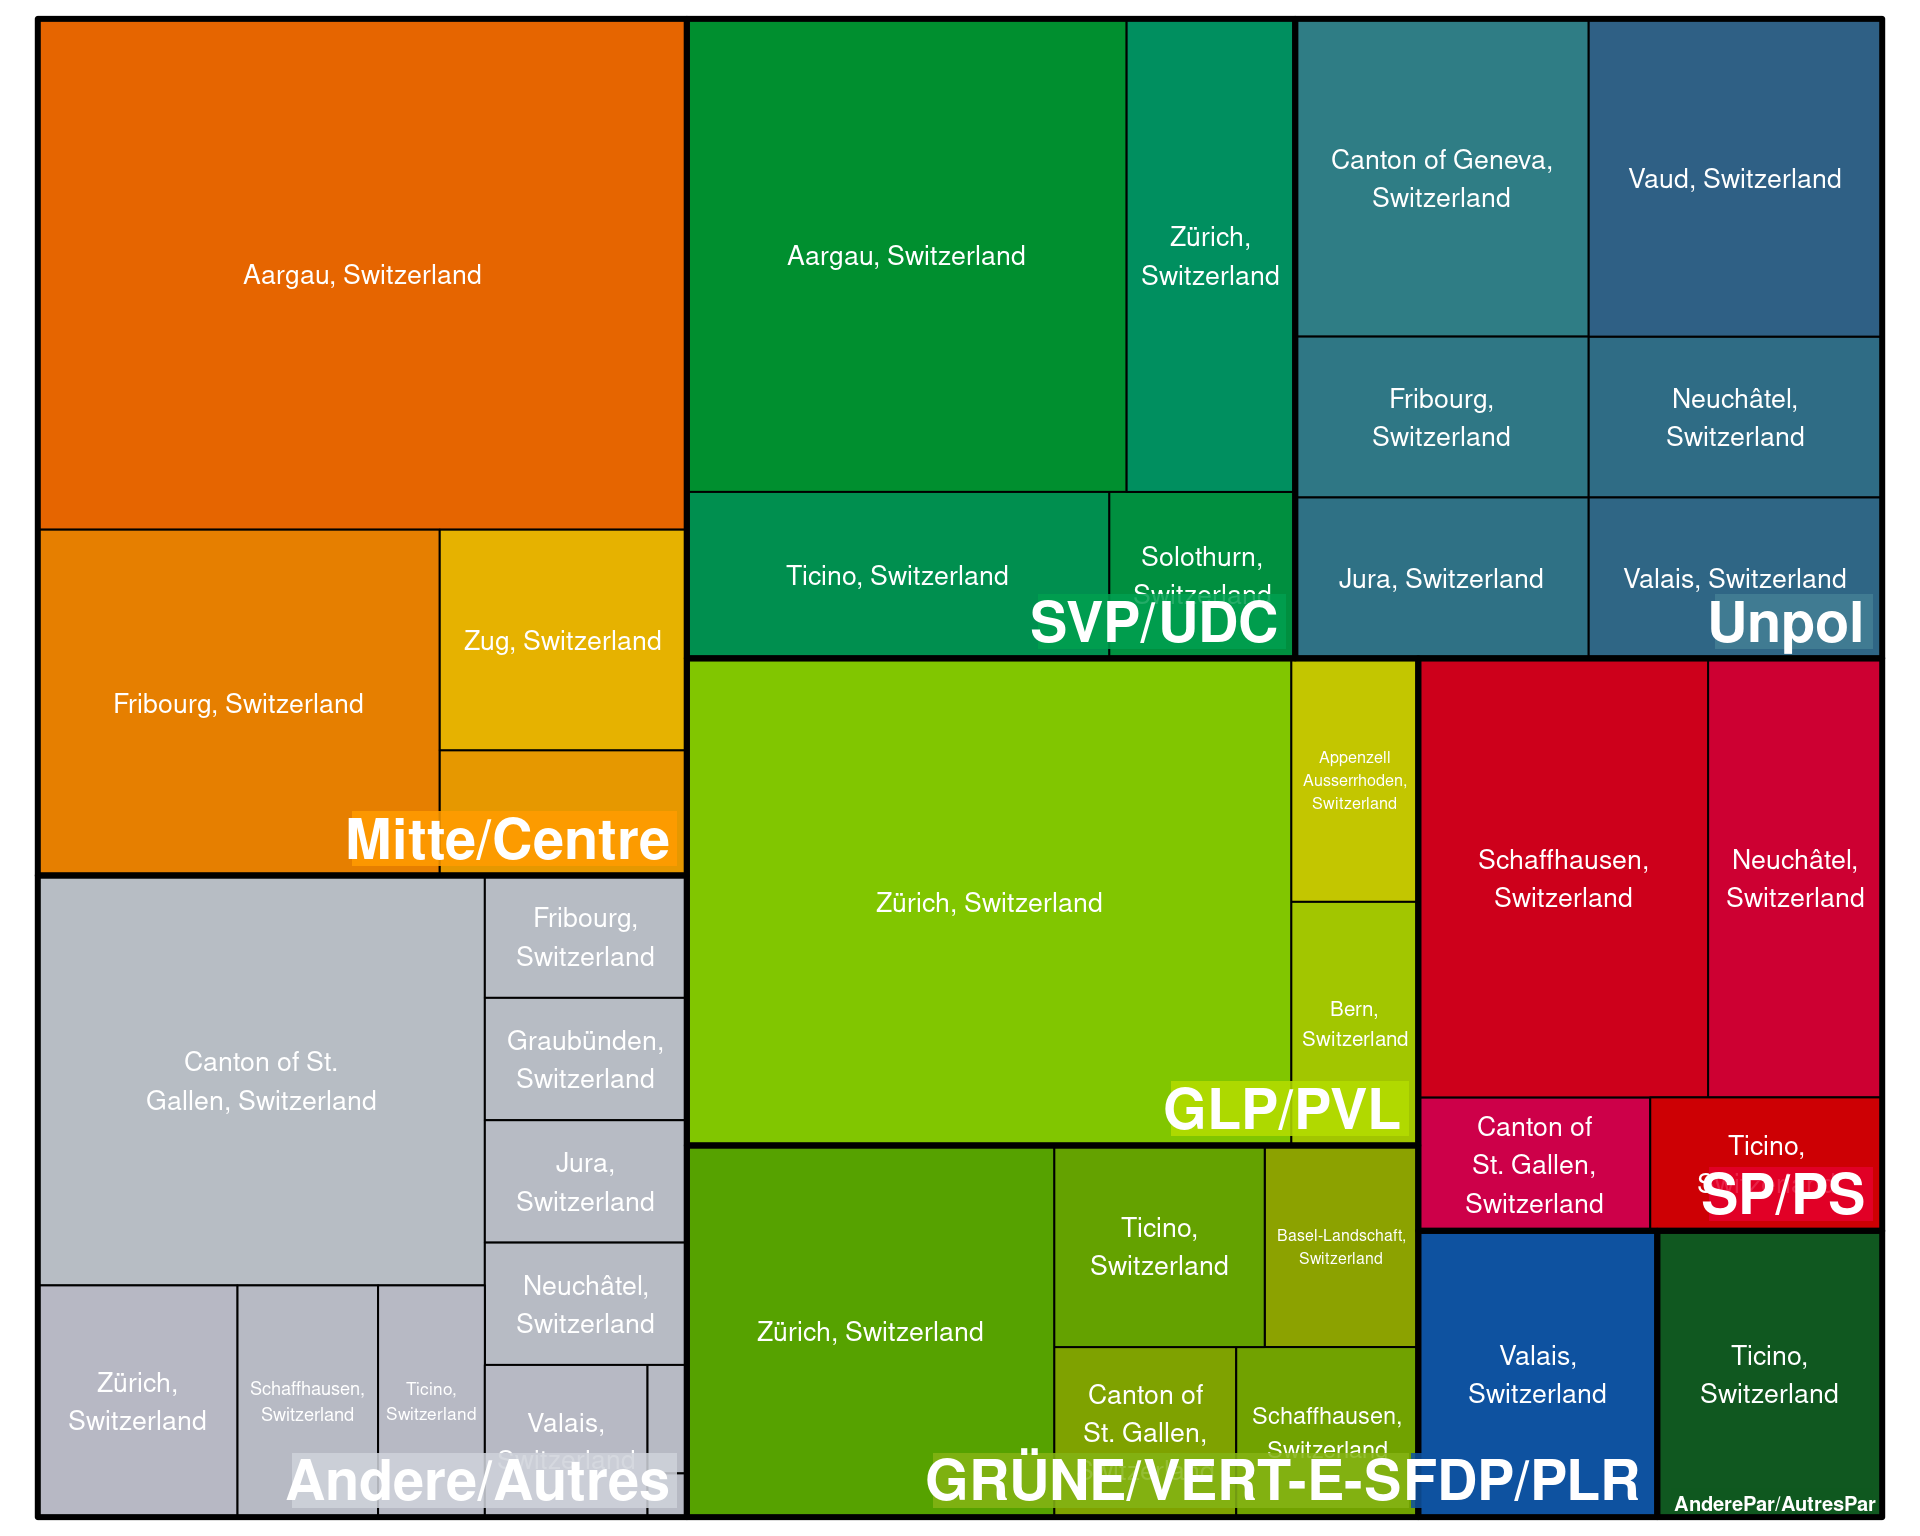 Aargau, Switzerland
Fribourg, Switzerland
Zug, Switzerland
Mitte/Centre
Aargau, Switzerland
Zürich,
Switzerland
Ticino, Switzerland
Solothurn,
Switzerland
SVP/UDC
Canton of Geneva,
Switzerland
Vaud, Switzerland
Fribourg,
Switzerland
Neuchâtel,
Switzerland
Jura, Switzerland
Valais, Switzerland
Unpol
Canton of St.
Gallen, Switzerland
Fribourg,
Switzerland
Graubünden,
Switzerland
Jura,
Switzerland
Neuchâtel,
Switzerland
Zürich,
Switzerland
Schaffhausen,
Switzerland
Ticino,
Switzerland
Valais,
Switzerland
Andere/Autres
Zürich, Switzerland
Appenzell
Ausserrhoden,
Switzerland
Bern,
Switzerland
GLP/PVL
Schaffhausen,
Switzerland
Neuchâtel,
Switzerland
Canton of
St. Gallen,
Switzerland
Ticino,
SP/PS
Zürich, Switzerland
Ticino,
Switzerland
Basel-Landschaft,
Switzerland
Canton of
St. Gallen,
Switzerland
Schaffhausen,
Switzerland
GRÜNE/VERT-E-S
Valais,
Switzerland
FDP/PLR
Ticino,
Switzerland
AnderePar/AutresPar